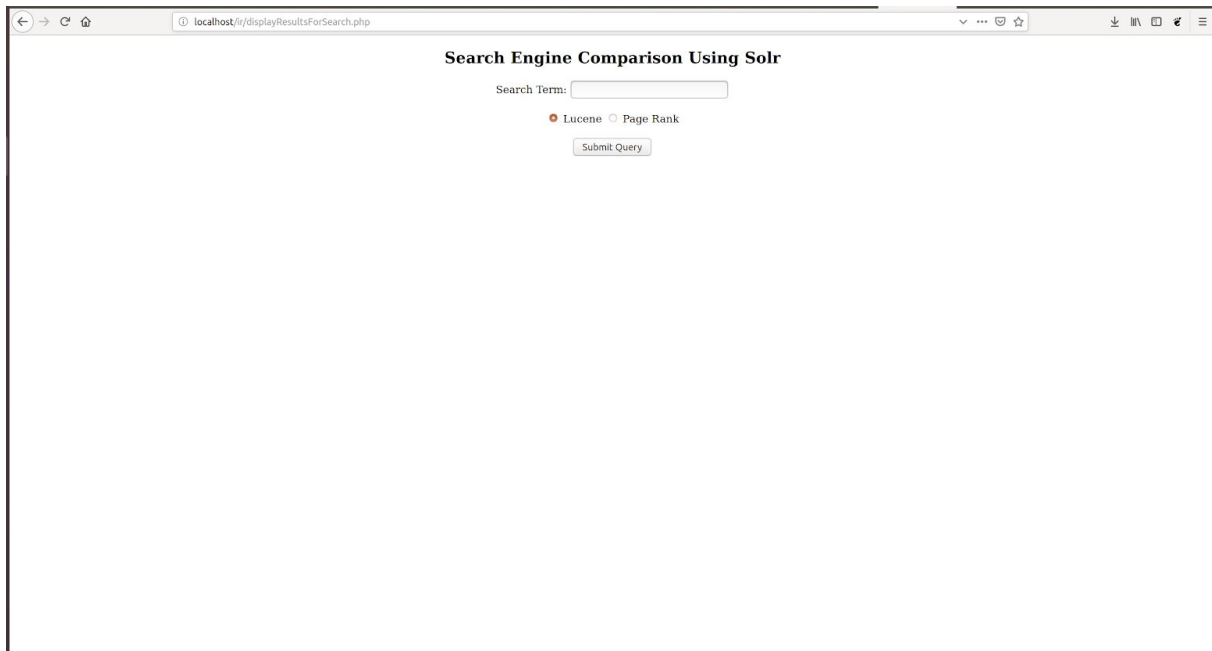 localhost/ir/displayResultsForSearch.php
Search Engine Comparison Using Solr
Search Term:
Lucene Page Rank
Submit Query